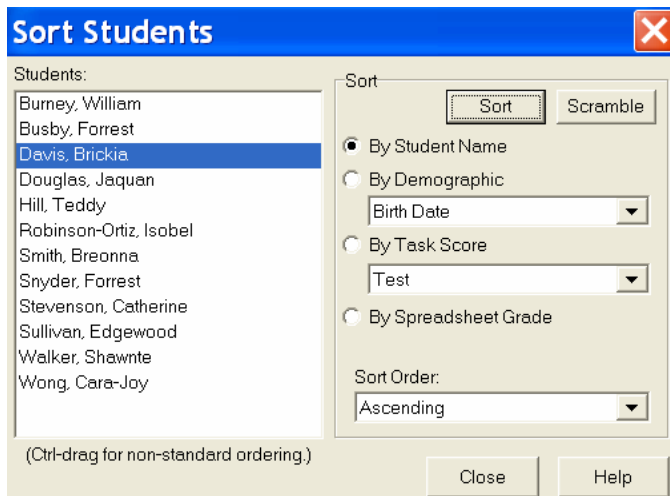 Sort Students
Students:
Burney, William
Busby, Forrest
Davis, Brickia
Douglas, Jaquan
Hill, Teddy
Robinson-Ortiz, Isobel
Smith, Breonna
Snyder, Forrest
Stevenson, Catherine
Sullivan, Edgewood
Walker, Shawnte
Wong, Cara-Joy
(Ctrl-drag for non-standard ordering.)
Sort
Sort Scramble
By Student Name
By Demographic
Birth Date
By Task Score
Test
By Spreadsheet Grade
Sort Order:
Ascending
Close Help